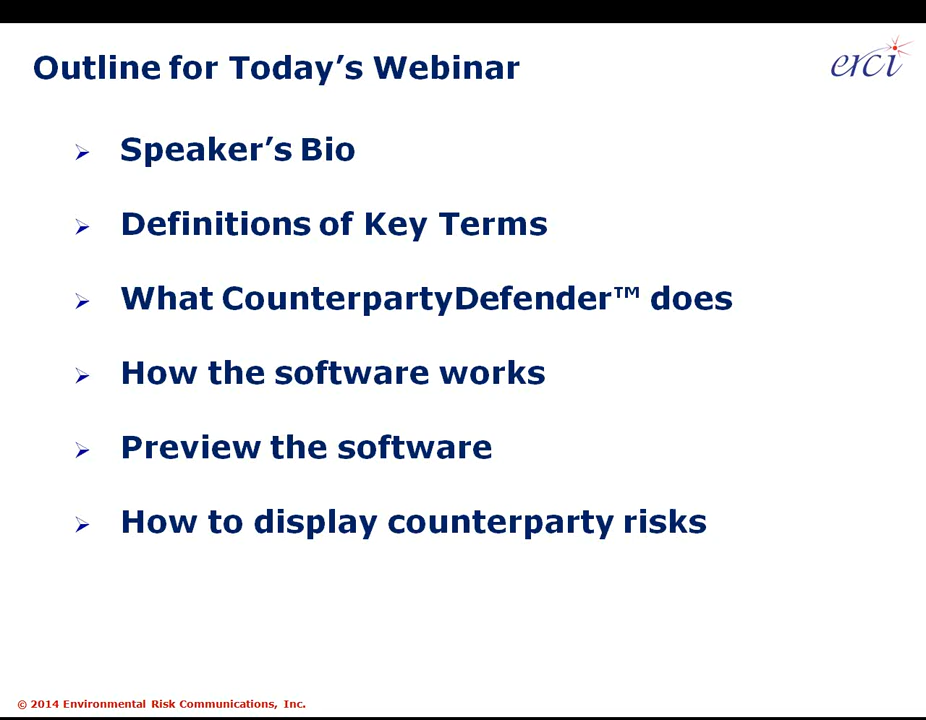 Outline for Today’s Webinar
erci
Speaker’s Bio
Definitions of Key Terms
What CounterpartyDefender™ does
How the software works
Preview the software
How to display counterparty risks
© 2014 Environmental Risk Communications, Inc.